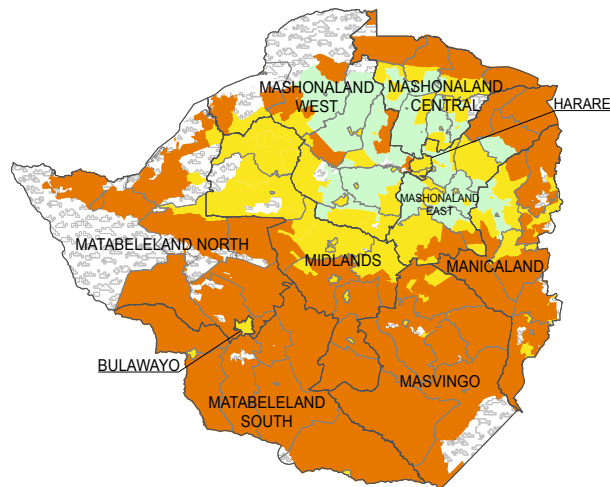 MASHONALAND
WEST
MASHONALAND
CENTRAL
HARARE
MASHONALAND
EAST
MATABELELAND NORTH
MIDLANDS
MANICALAND
BULAWAYO
MASVINGO
MATABELELAND
SOUTH